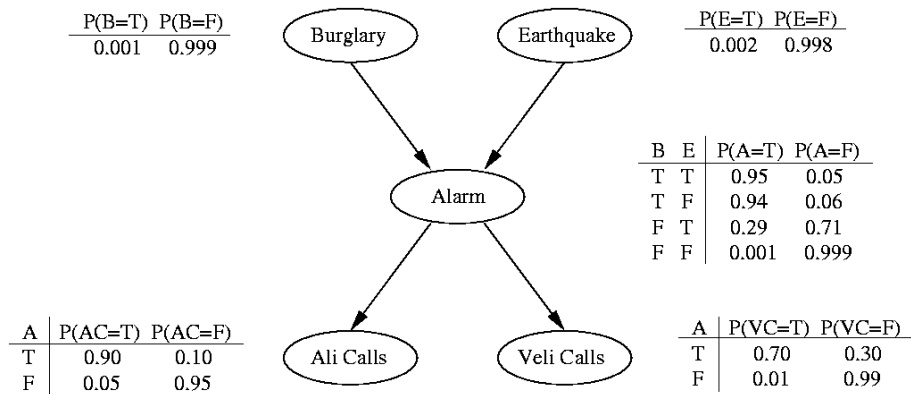 P(B=T) P(B=F)
0.001 0.999
Burglary
Earthquake
P(E=T) P(E=F)
0.002 0.998
Alarm
B E P(A=T) P(A=F)
T T 0.95 0.05
T F 0.94 0.06
F T 0.29 0.71
F F 0.001 0.999
A P(AC=T) P(AC=F)
T 0.90 0.10
F 0.05 0.95
Ali Calls
Veli Calls
A P(VC=T) P(VC=F)
T 0.70 0.30
F 0.01 0.99